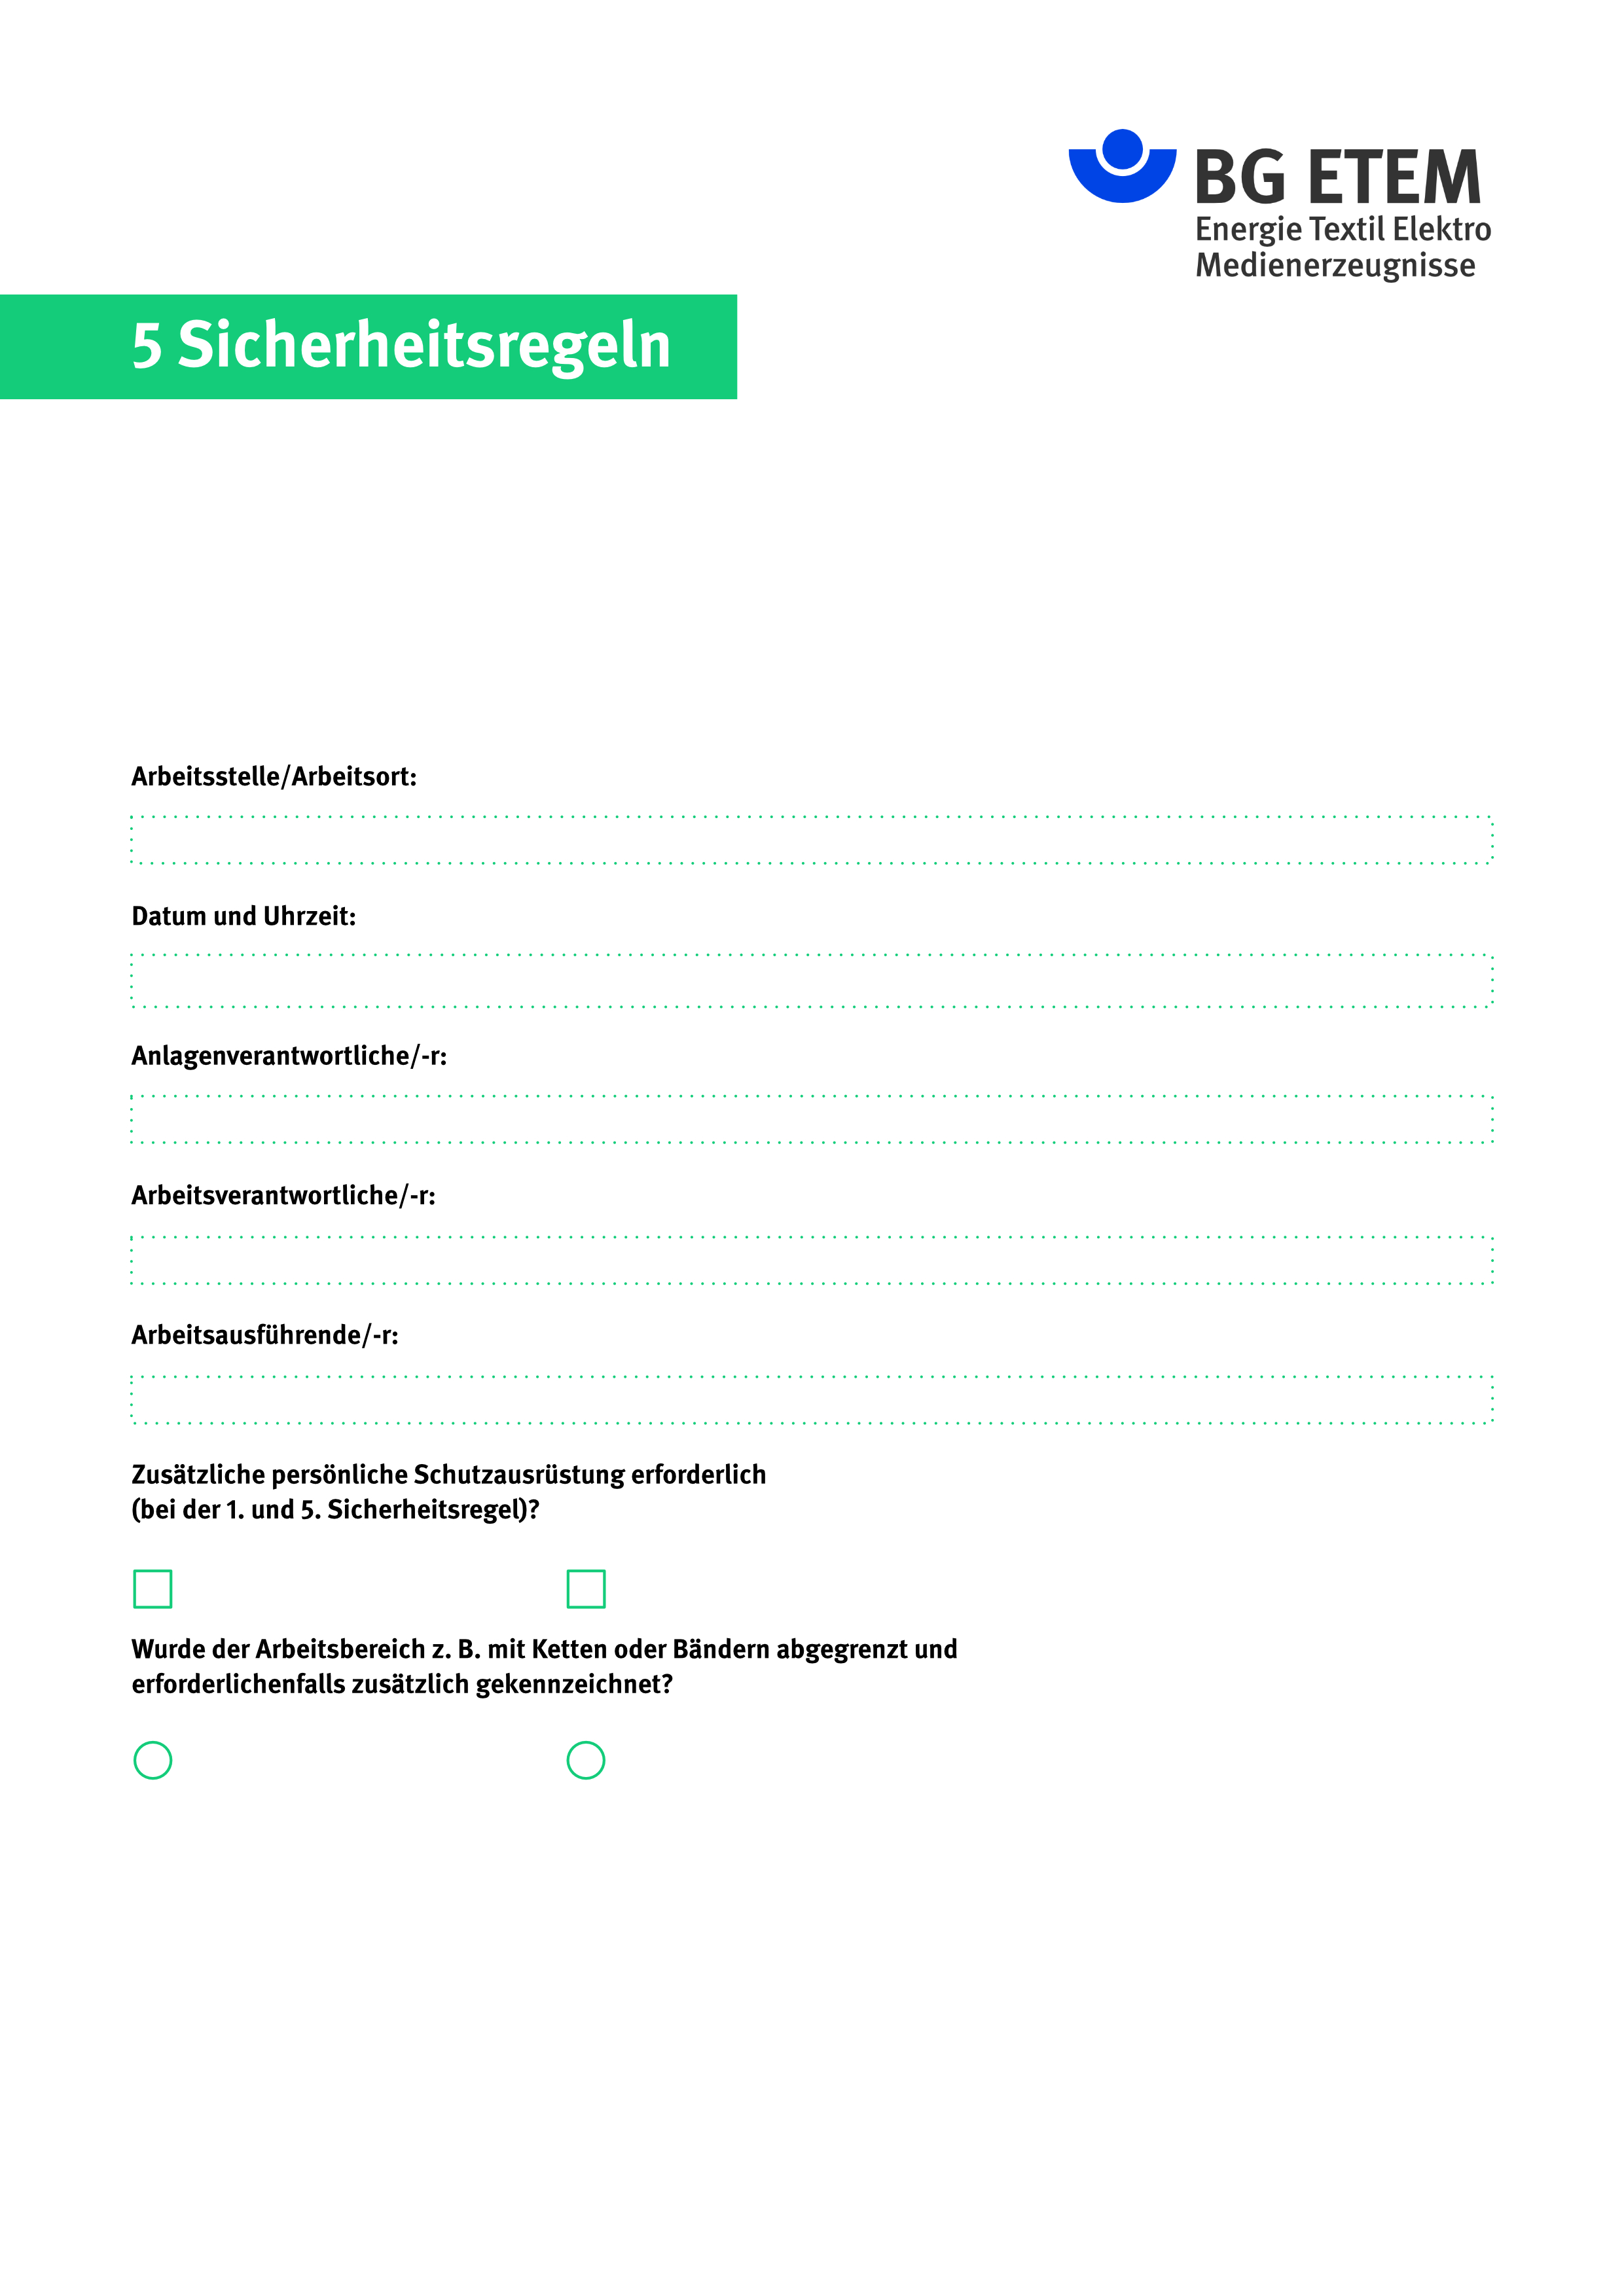 BG ETEM
Energie Textil Elektro
Medienerzeugnisse
5 Sicherheitsregeln
Arbeitsstelle/Arbeitsort:
Datum und Uhrzeit:
Anlagenverantwortliche/-r:
Arbeitsverantwortliche/-r:
Arbeitsausführende/-r:
Zusätzliche persönliche Schutzausrüstung erforderlich
(bei der 1. und 5. Sicherheitsregel)?
Wurde der Arbeitsbereich z. B. mit Ketten oder Bändern abgegrenzt und
erforderlichenfalls zusätzlich gekennzeichnet?